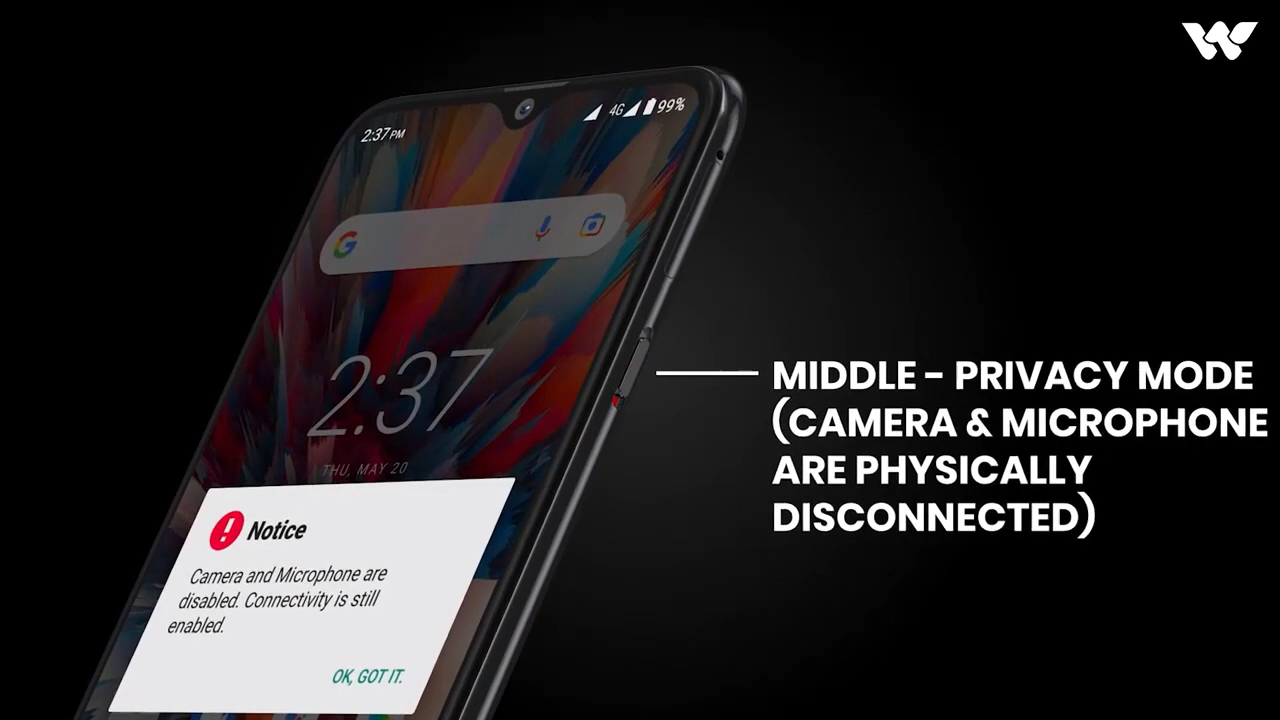 2:37 PM
4G 99%
G
2:37
THU, MAY 20
Notice
Camera and Microphone are
disabled. Connectivity is still
enabled.
OK, GOT IT.
MIDDLE - PRIVACY MODE
(CAMERA & MICROPHONE
ARE PHYSICALLY
DISCONNECTED)
W